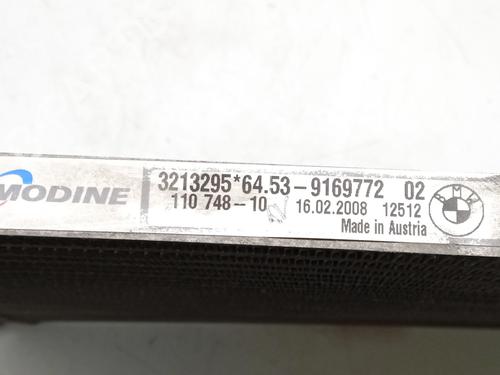 MODINE 3213295*64.53-9169772 02 BMW
110 748-10 16.02.2008 12512
Made in Austria